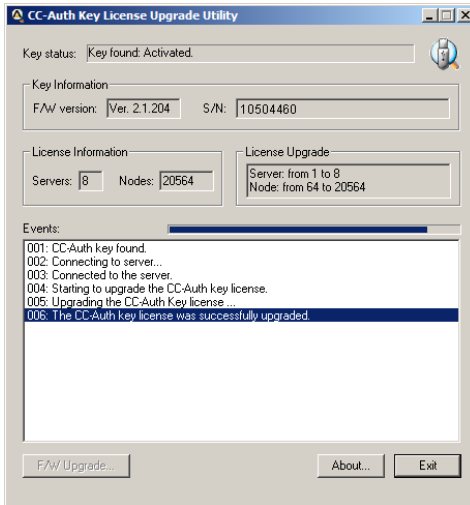 CC-Auth Key License Upgrade Utility
Key status: Key found: Activated.
Key Information
F/W version: Ver. 2.1.204 S/N: 10504460
License Information
Servers: 8 Nodes: 20564
License Upgrade
Server: from 1 to 8
Node: from 64 to 20564
Events:
001: CC-Auth key found.
002: Connecting to server...
003: Connected to the server.
004: Starting to upgrade the CC-Auth key license.
005: Upgrading the CC-Auth Key license ...
006: The CC-Auth key license was successfully upgraded.
F/W Upgrade... About... Exit